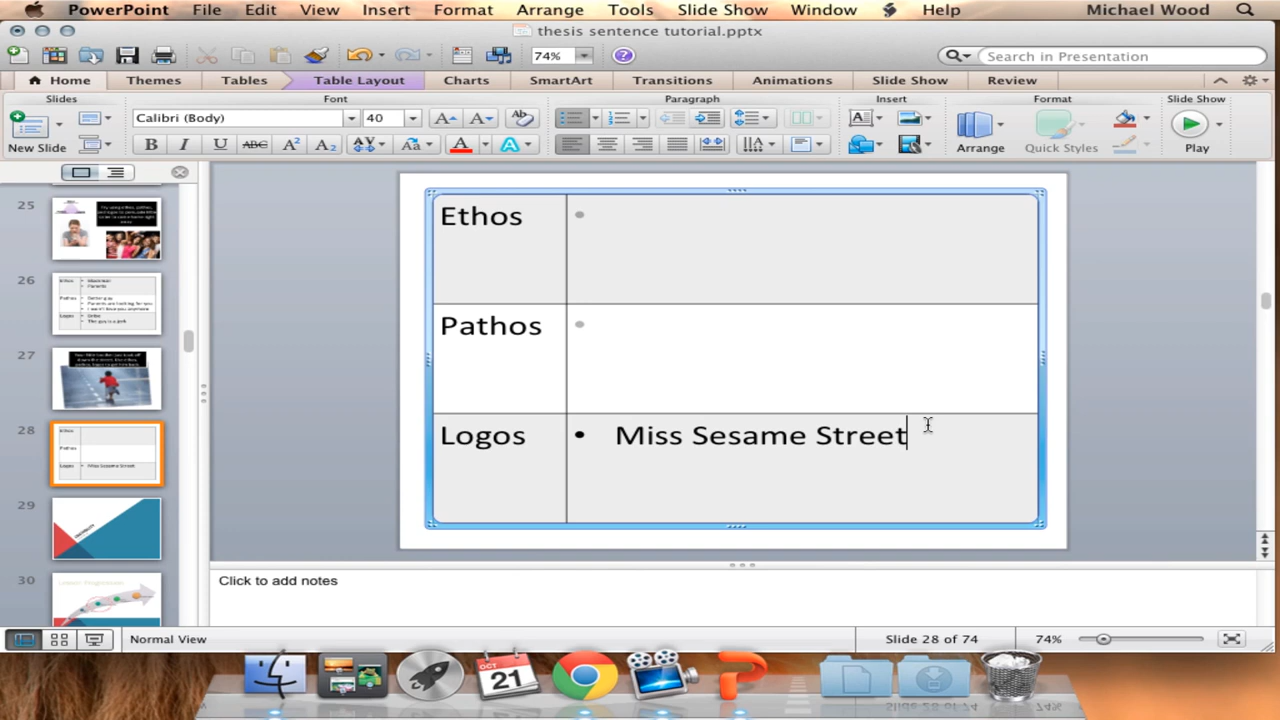 PowerPoint File Edit View Insert Format Arrange Tools Slide Show Window Help Michael Wood
thesis sentence tutorial.pptx
74% Search in Presentation
Home Themes Tables Table Layout Charts SmartArt Transitions Animations Slide Show Review
Slides Font Paragraph Insert Format Slide Show
Calibri (Body) 40
New Slide Arrange Quick Styles Play
25
26
27
28
29
30
Ethos •
Pathos •
Logos • Miss Sesame Street
Click to add notes
Normal View Slide 28 of 74 74%
OCT
21